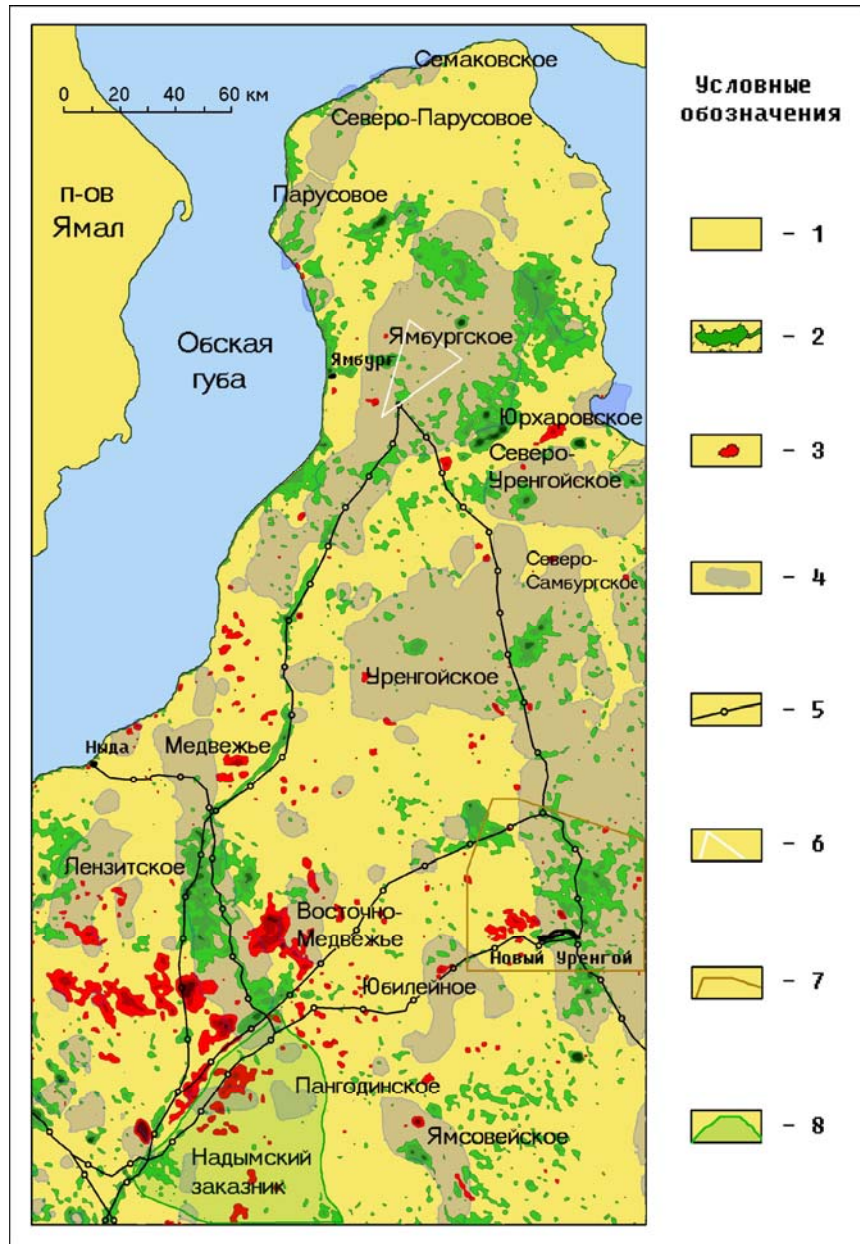 Семаковское
0 20 40 60 км
Северо-Парусовое
п-ов
Ямал
Парусовое
Обская
губа
Ямбургское
Ямбург
Юрхаровское
Северо-
Уренгойское
Северо-
Самбургское
Уренгойское
Ныда
Медвежье
Лензитское
Восточно-
Медвежье
Новый Уренгой
Юбилейное
Пангодинское
Ямсовейское
Надымский
заказник
Условные
обозначения
- 1
- 2
- 3
- 4
- 5
- 6
- 7
- 8